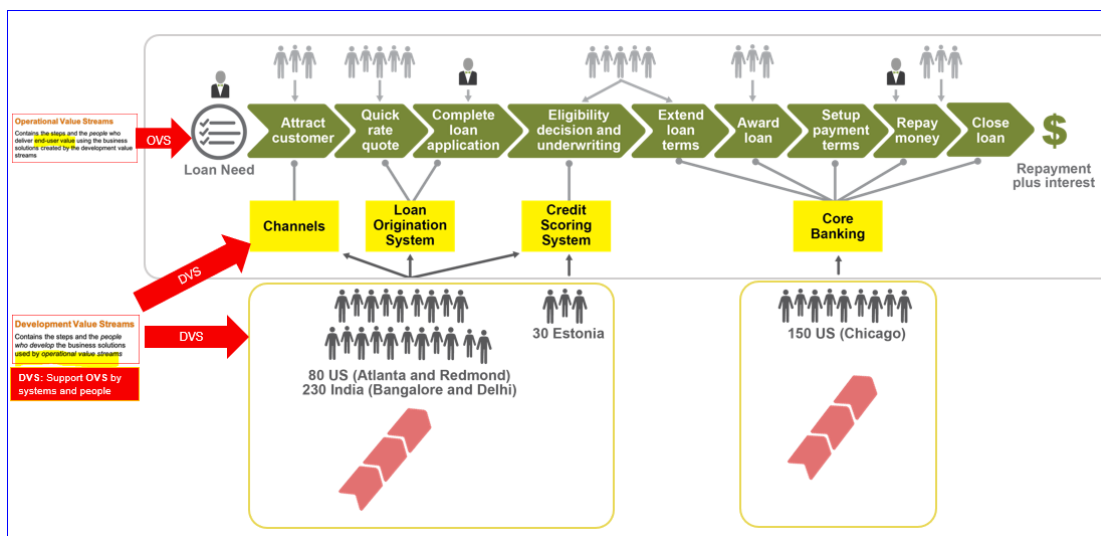 Operational Value Streams
Contains the steps and the people who
deliver end-user value using the business
solutions created by the development value
streams
OVS
Loan Need
Attract
customer
Quick
rate
quote
Complete
loan
application
Eligibility
decision and
underwriting
Extend
loan
terms
Award
loan
Setup
payment
terms
Repay
money
Close
loan
$
Repayment
plus interest
Channels
Loan
Origination
System
Credit
Scoring
System
Core
Banking
DVS
Development Value Streams
Contains the steps and the people
who develop the business solutions
used by operational value streams
DVS: Support OVS by
systems and people
DVS
80 US (Atlanta and Redmond)
230 India (Bangalore and Delhi)
30 Estonia
150 US (Chicago)